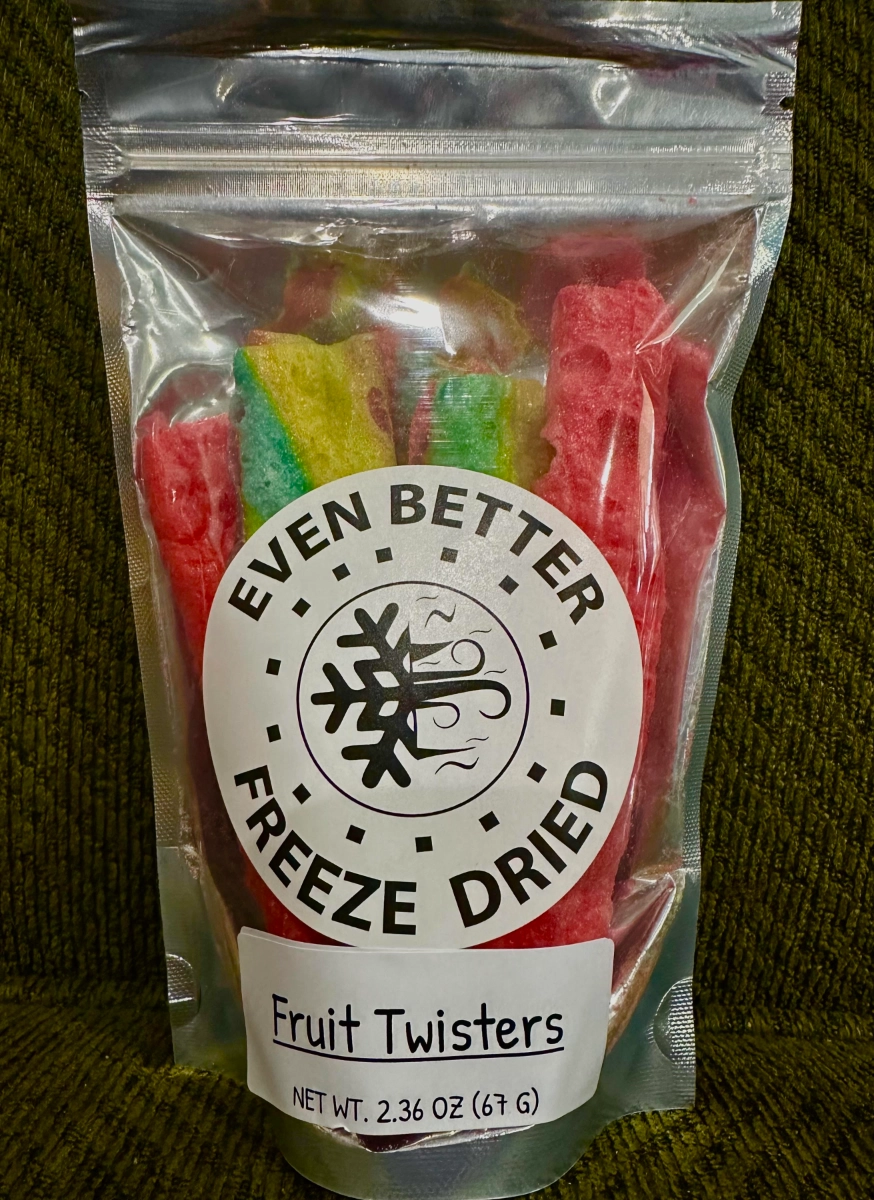 EVEN BETTER
FREEZE DRIED
Fruit Twisters
NET WT. 2.36 OZ (67 G)